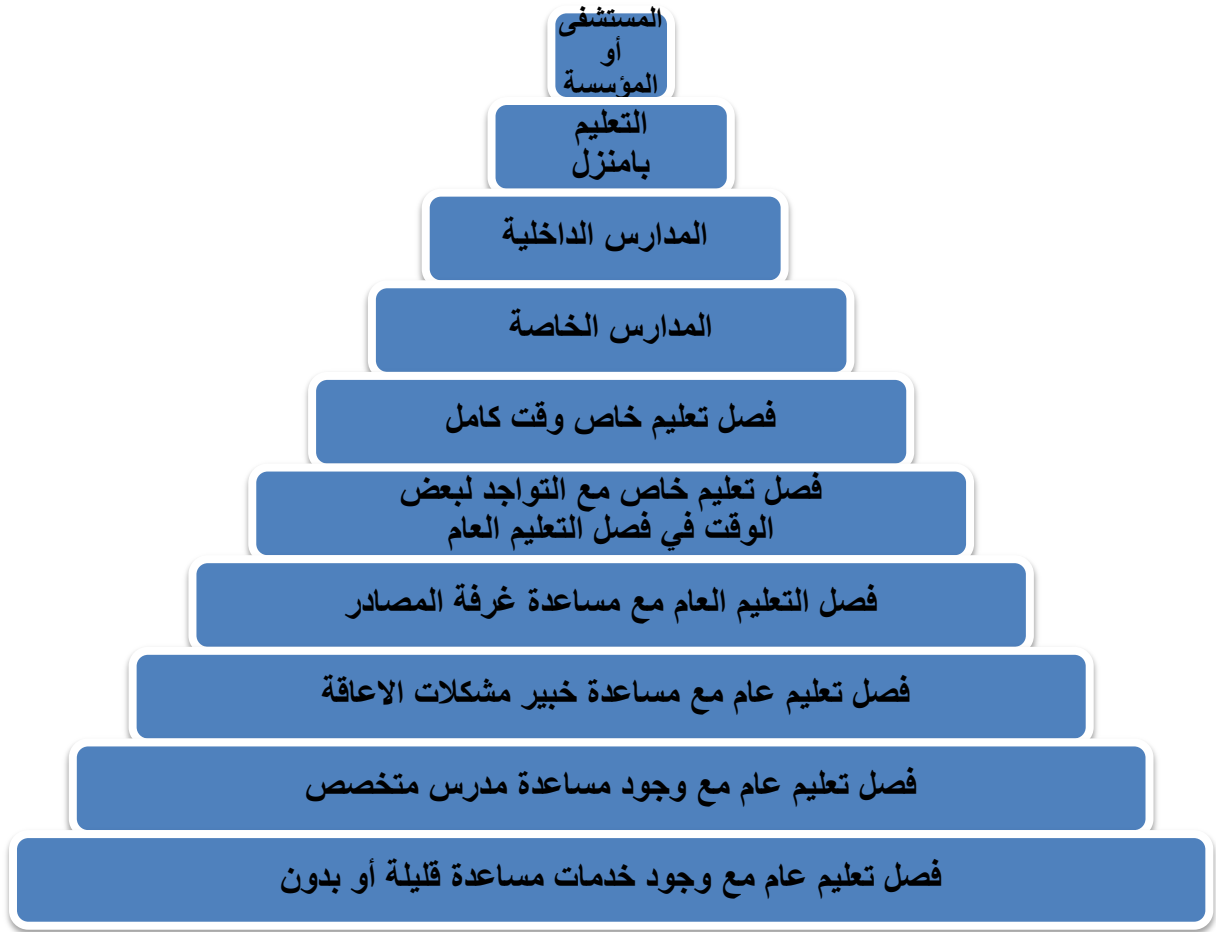 المستشفى
أو
المؤسسة
التعليم
بامنزل
المدارس الداخلية
المدارس الخاصة
فصل تعليم خاص وقت كامل
فصل تعليم خاص مع التواجد لبعض
الوقت في فصل التعليم العام
فصل التعليم العام مع مساعدة غرفة المصادر
فصل تعليم عام مع مساعدة خبير مشكلات الاعاقة
فصل تعليم عام مع وجود مساعدة مدرس متخصص
فصل تعليم عام مع وجود خدمات مساعدة قليلة أو بدون